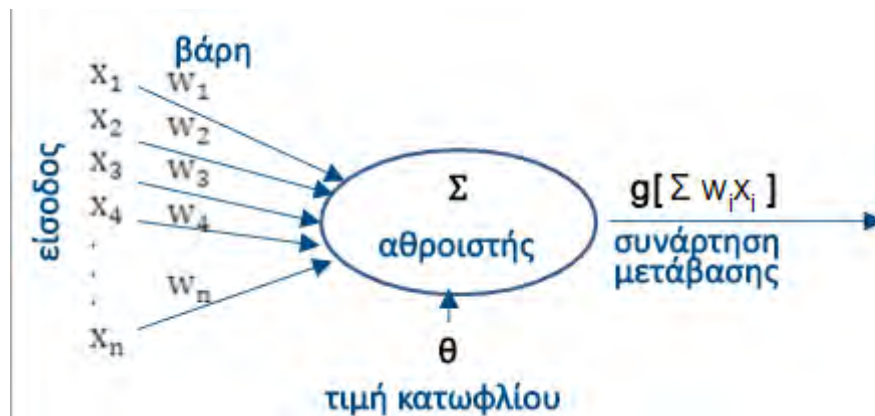 βάρη
είσοδος
x₁ w₁
x₂ w₂
x₃ w₃
x₄ w₄
.
.
.
xₙ wₙ
Σ
αθροιστής
θ
τιμή κατωφλίου
g[ Σ wᵢxᵢ ]
συνάρτηση
μετάβασης